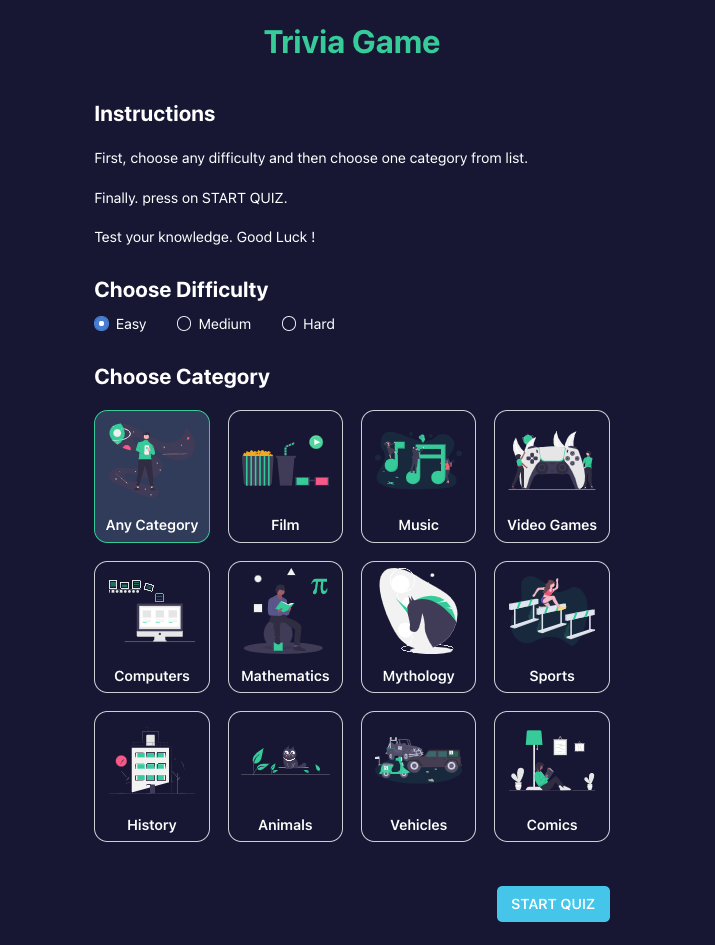 Trivia Game
Instructions
First, choose any difficulty and then choose one category from list.
Finally. press on START QUIZ.
Test your knowledge. Good Luck !
Choose Difficulty
Easy Medium Hard
Choose Category
Any Category Film Music Video Games
π
Computers Mathematics Mythology Sports
History Animals Vehicles Comics
START QUIZ